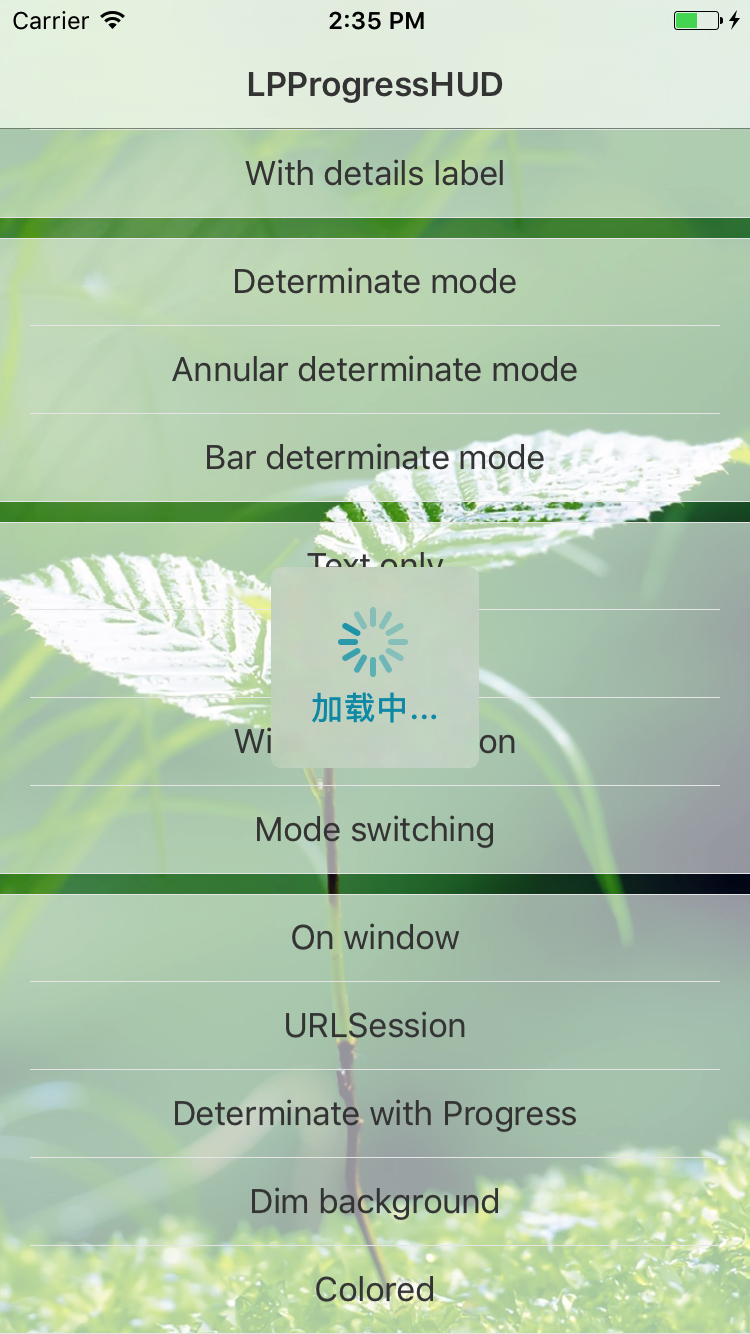 Carrier 2:35 PM
LPProgressHUD
With details label
Determinate mode
Annular determinate mode
Bar determinate mode
Text only
加载中...
Wi on
Mode switching
On window
URLSession
Determinate with Progress
Dim background
Colored